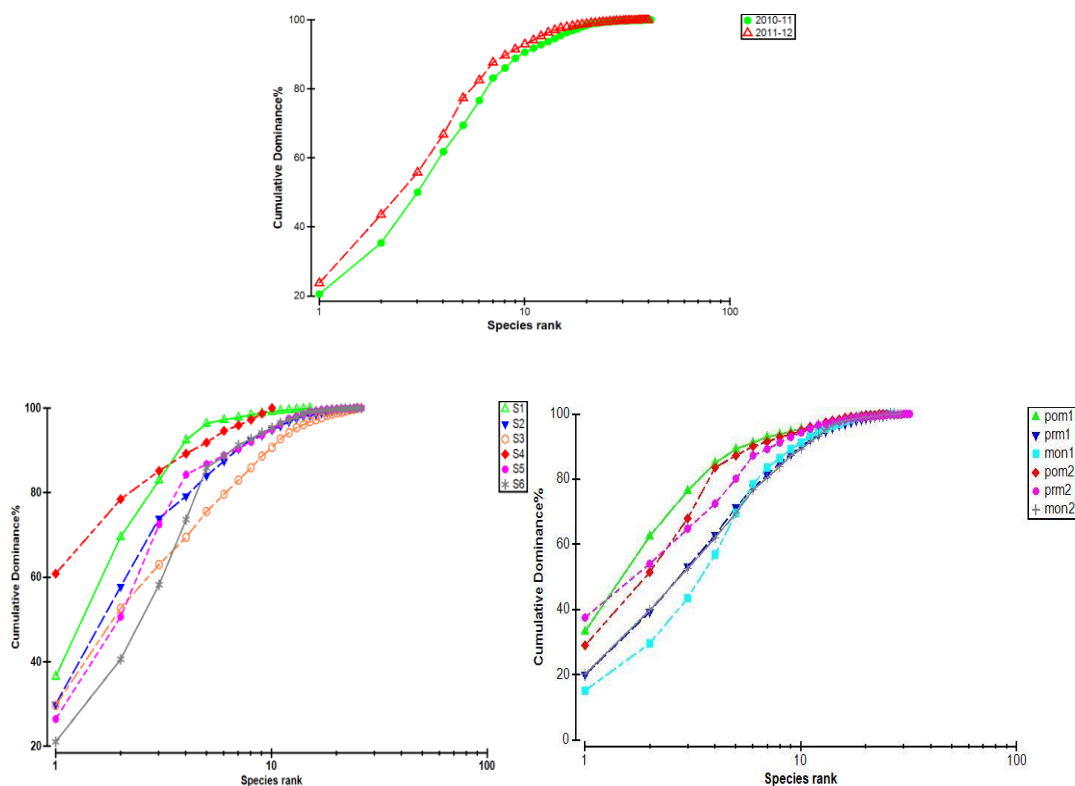 100
80
60
40
20
Cumulative Dominance%
1
10
100
Species rank
2010-11
2011-12
100
80
60
40
20
Cumulative Dominance%
1
10
100
Species rank
S1
S2
S3
S4
S5
S6
100
80
60
40
20
0
Cumulative Dominance%
1
10
100
Species rank
pom1
prm1
mon1
pom2
prm2
mon2